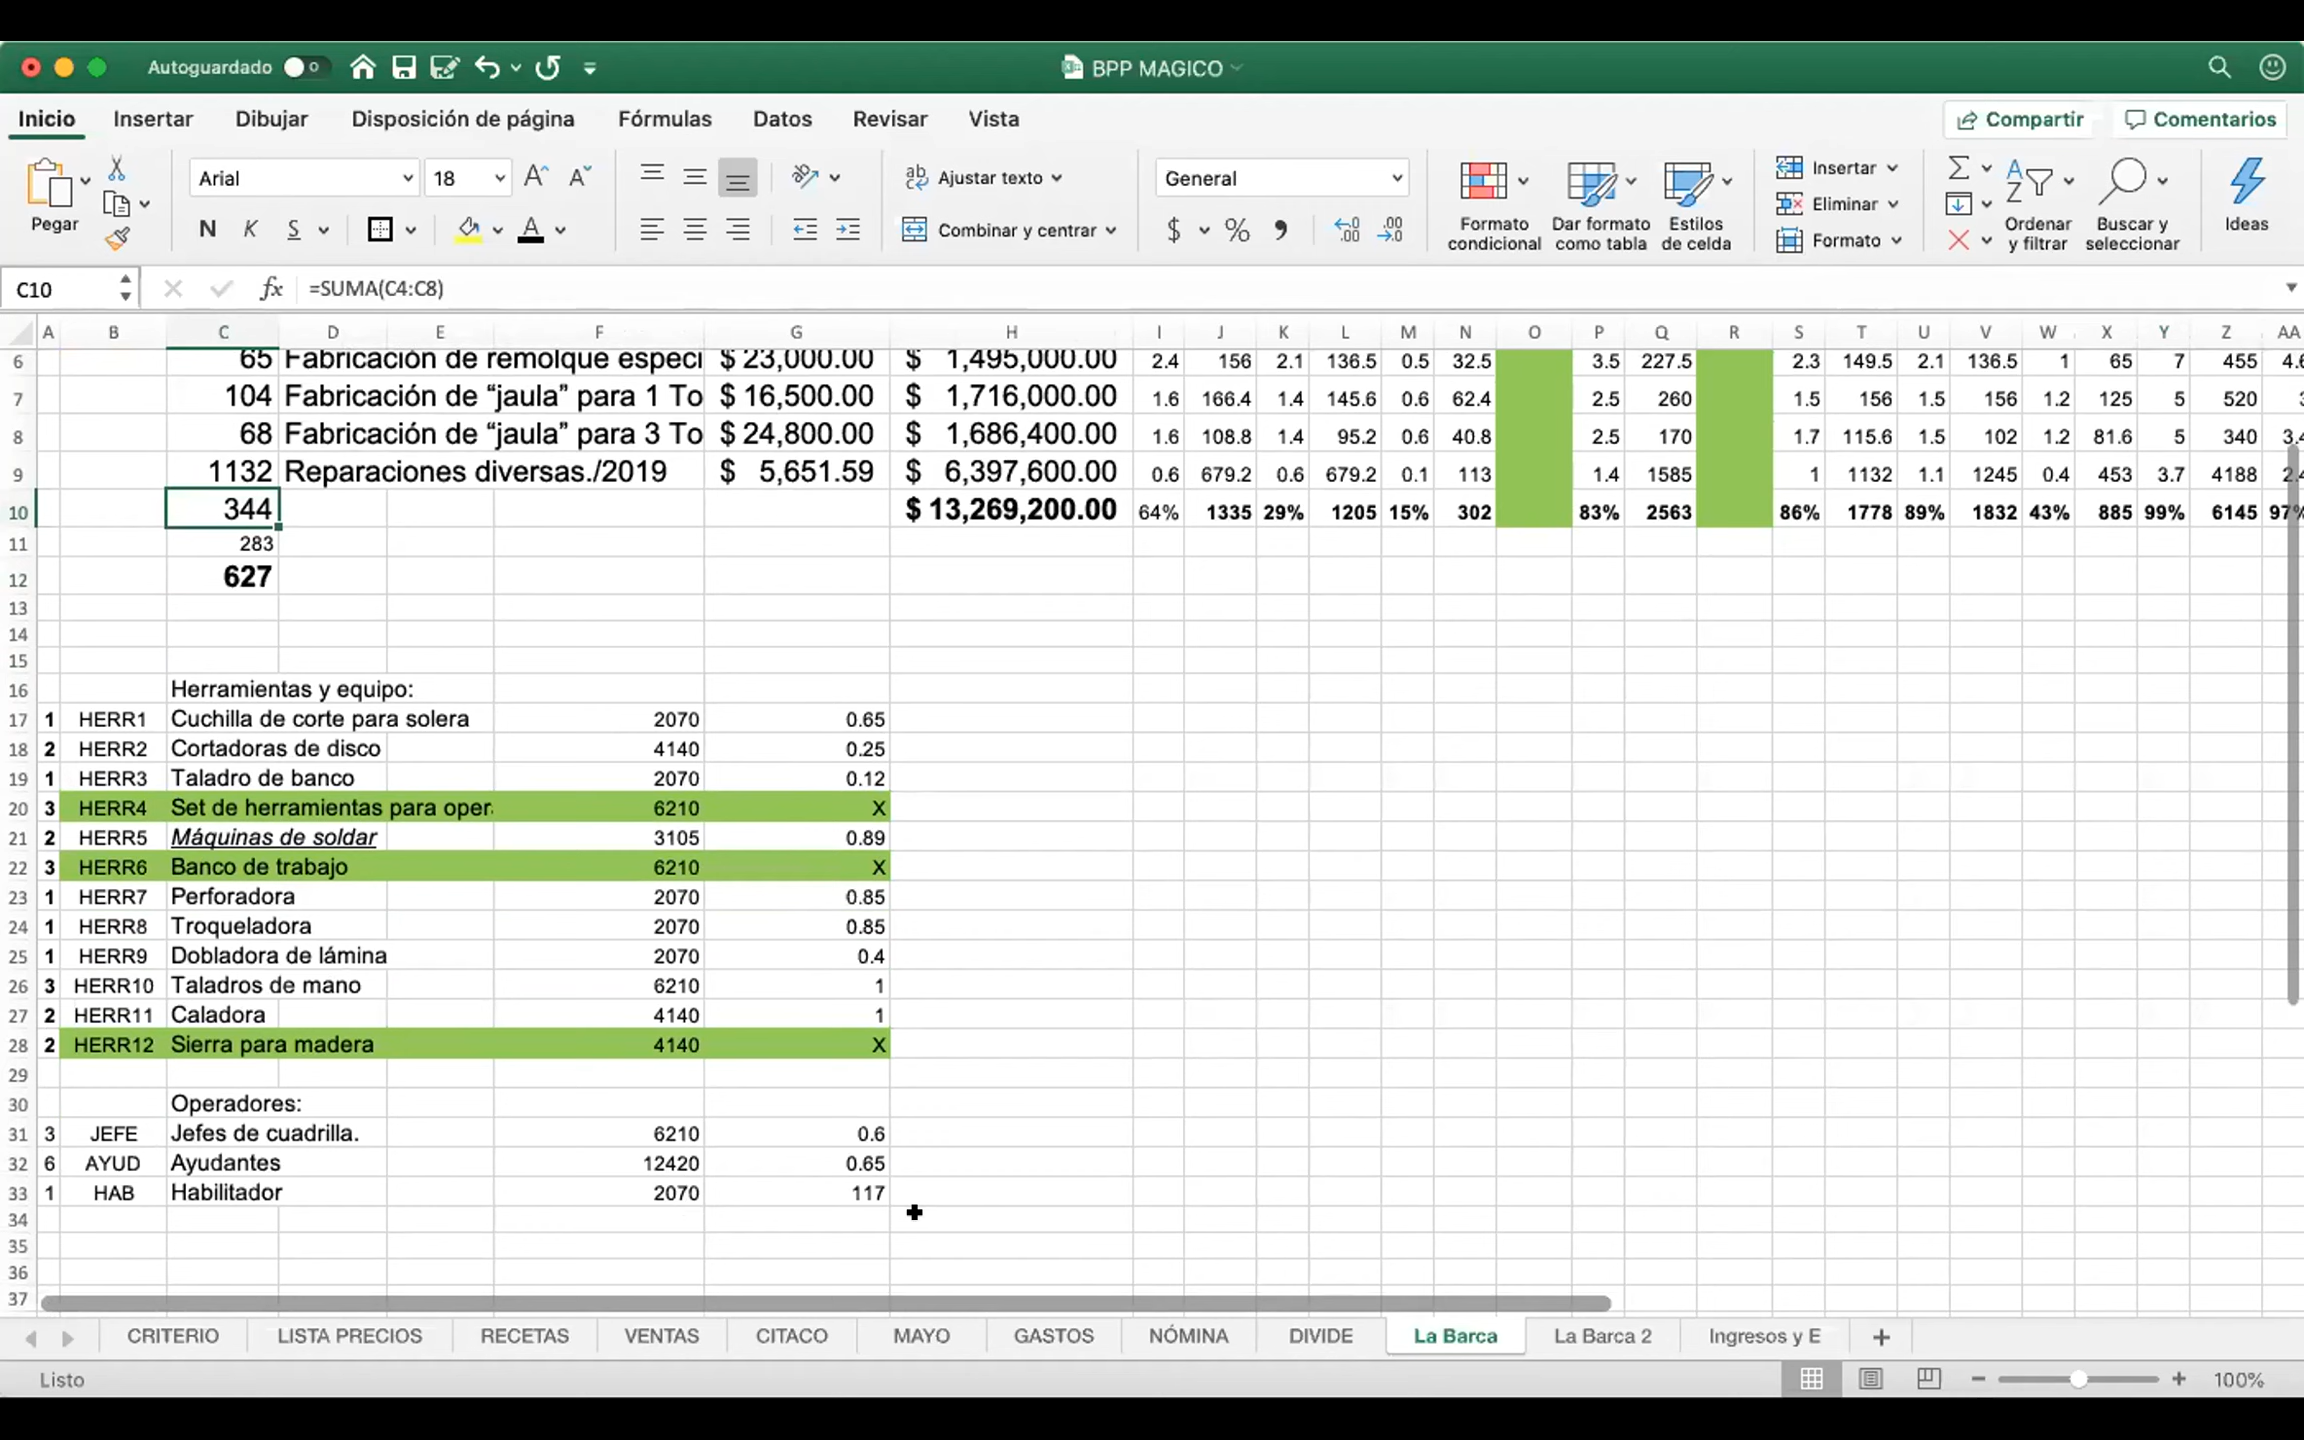 Autoguardado
BPP MAGICO
Inicio Insertar Dibujar Disposición de página Fórmulas Datos Revisar Vista Compartir Comentarios
Pegar
Arial 18
N K S
ab Ajustar texto
Combinar y centrar
General
$ % ,
Formato condicional
Dar formato como tabla
Estilos de celda
Insertar
Eliminar
Formato
Ordenar y filtrar
Buscar y seleccionar
Ideas
C10 fx =SUMA(C4:C8)
A B C D E F G H I J K L M N O P Q R S T U V W X Y Z AA
6 65 Fabricación de remolque especi $ 23,000.00 $ 1,495,000.00 2.4 156 2.1 136.5 0.5 32.5 3.5 227.5 2.3 149.5 2.1 136.5 1 65 7 455 4.6
7 104 Fabricación de “jaula” para 1 To $ 16,500.00 $ 1,716,000.00 1.6 166.4 1.4 145.6 0.6 62.4 2.5 260 1.5 156 1.5 156 1.2 125 5 520
8 68 Fabricación de “jaula” para 3 To $ 24,800.00 $ 1,686,400.00 1.6 108.8 1.4 95.2 0.6 40.8 2.5 170 1.7 115.6 1.5 102 1.2 81.6 5 340 3.4
9 1132 Reparaciones diversas./2019 $ 5,651.59 $ 6,397,600.00 0.6 679.2 0.6 679.2 0.1 113 1.4 1585 1 1132 1.1 1245 0.4 453 3.7 4188 2.4
10 344 $ 13,269,200.00 64% 1335 29% 1205 15% 302 83% 2563 86% 1778 89% 1832 43% 885 99% 6145 97%
11 283
12 627
13
14
15
16 Herramientas y equipo:
17 1 HERR1 Cuchilla de corte para solera 2070 0.65
18 2 HERR2 Cortadoras de disco 4140 0.25
19 1 HERR3 Taladro de banco 2070 0.12
20 3 HERR4 Set de herramientas para oper 6210 X
21 2 HERR5 Máquinas de soldar 3105 0.89
22 3 HERR6 Banco de trabajo 6210 X
23 1 HERR7 Perforadora 2070 0.85
24 1 HERR8 Troqueladora 2070 0.85
25 1 HERR9 Dobladora de lámina 2070 0.4
26 3 HERR10 Taladros de mano 6210 1
27 2 HERR11 Caladora 4140 1
28 2 HERR12 Sierra para madera 4140 X
29
30 Operadores:
31 3 JEFE Jefes de cuadrilla. 6210 0.6
32 6 AYUD Ayudantes 12420 0.65
33 1 HAB Habilitador 2070 117
34
35
36
37
CRITERIO LISTA PRECIOS RECETAS VENTAS CITACO MAYO GASTOS NÓMINA DIVIDE La Barca La Barca 2 Ingresos y E +
Listo 100%